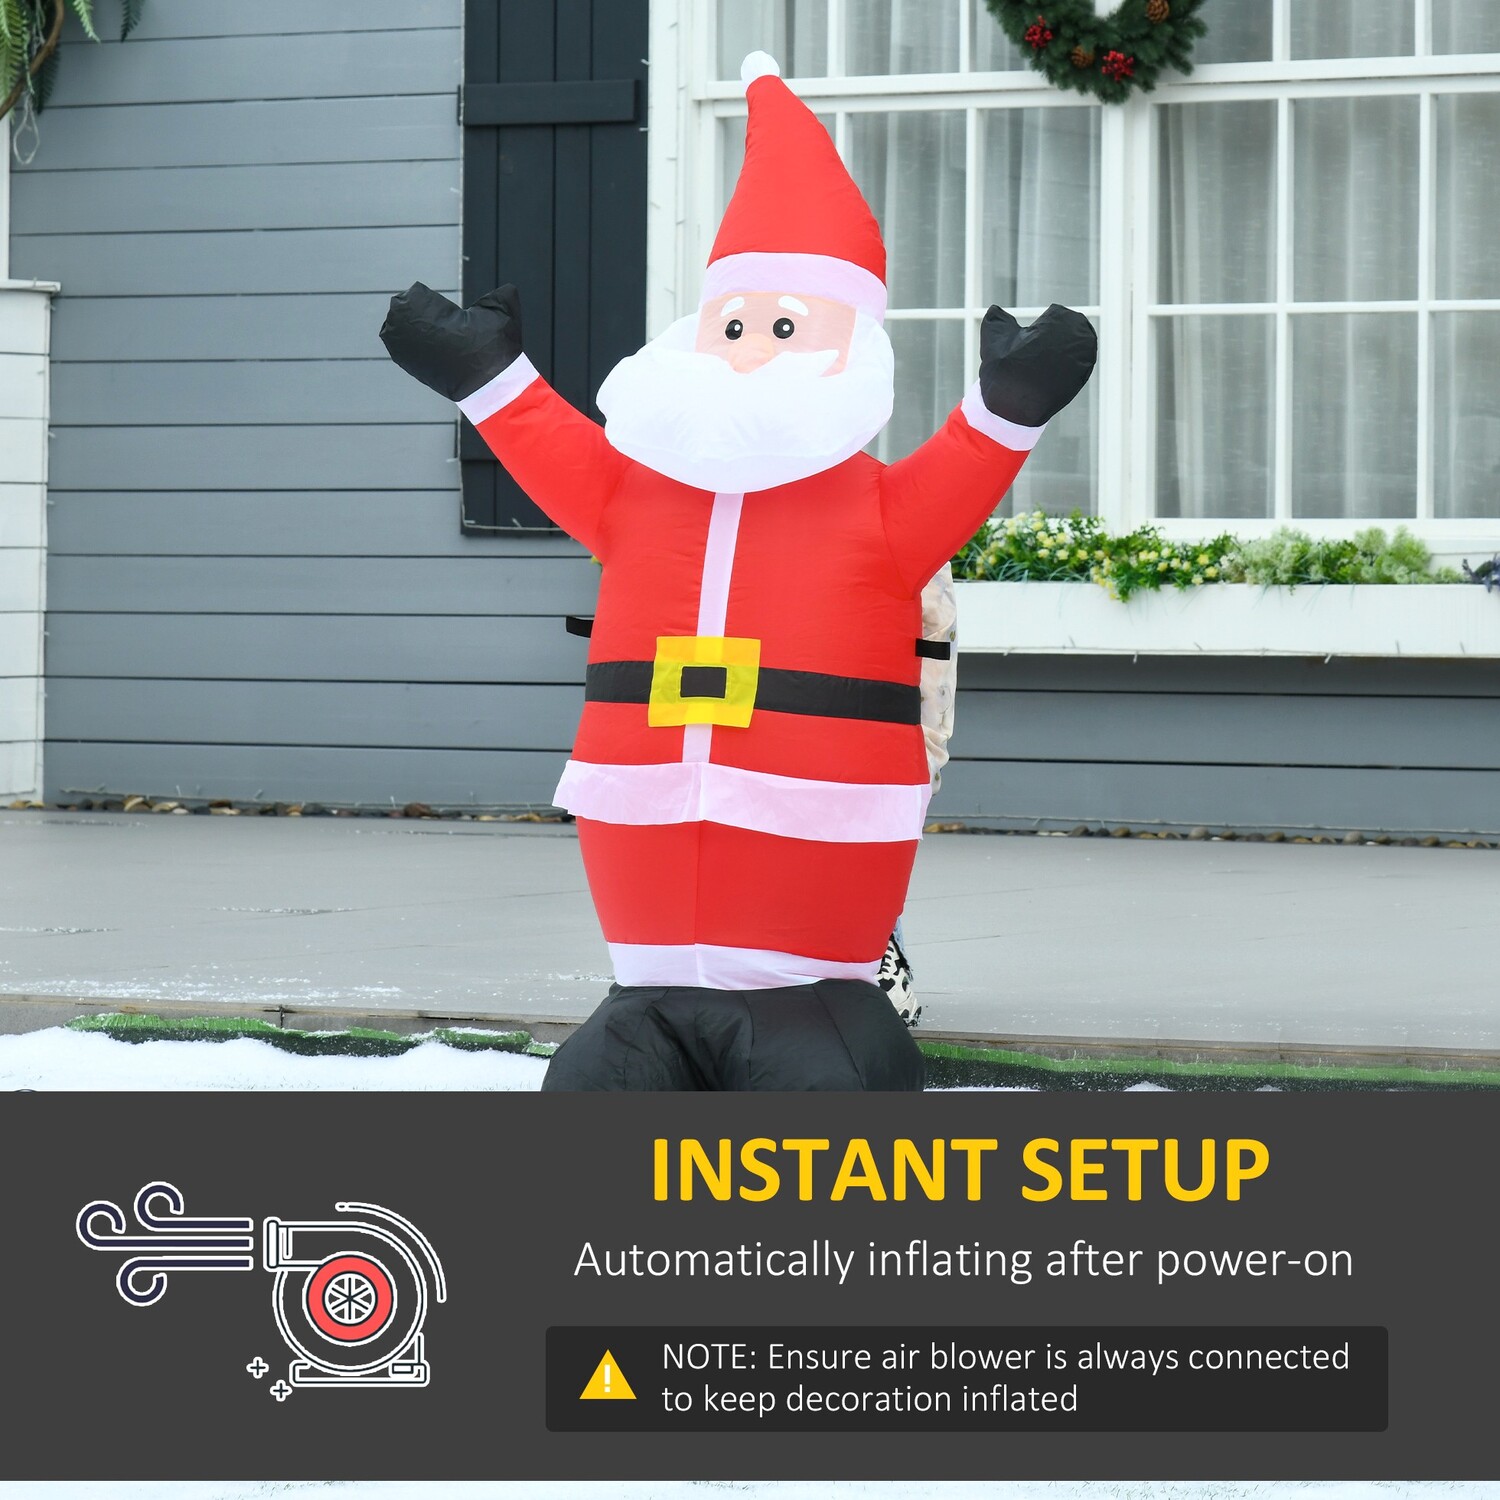 INSTANT SETUP
Automatically inflating after power-on
NOTE: Ensure air blower is always connected
to keep decoration inflated